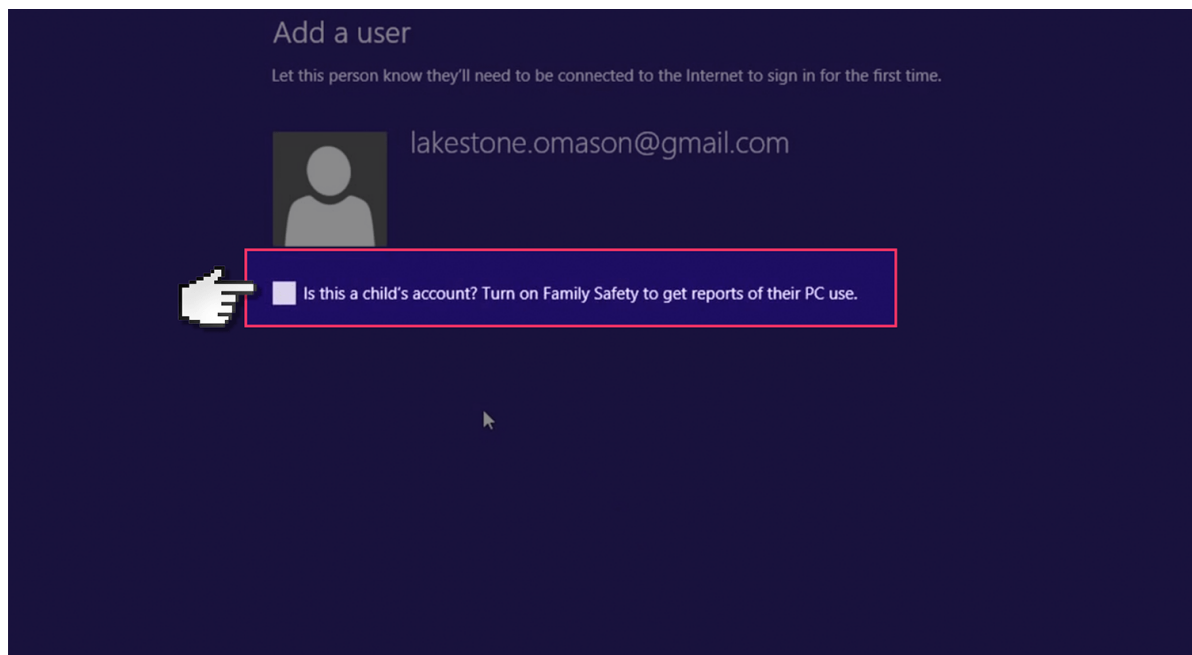 Add a user
Let this person know they'll need to be connected to the Internet to sign in for the first time.
lakestone.omason@gmail.com
Is this a child's account? Turn on Family Safety to get reports of their PC use.